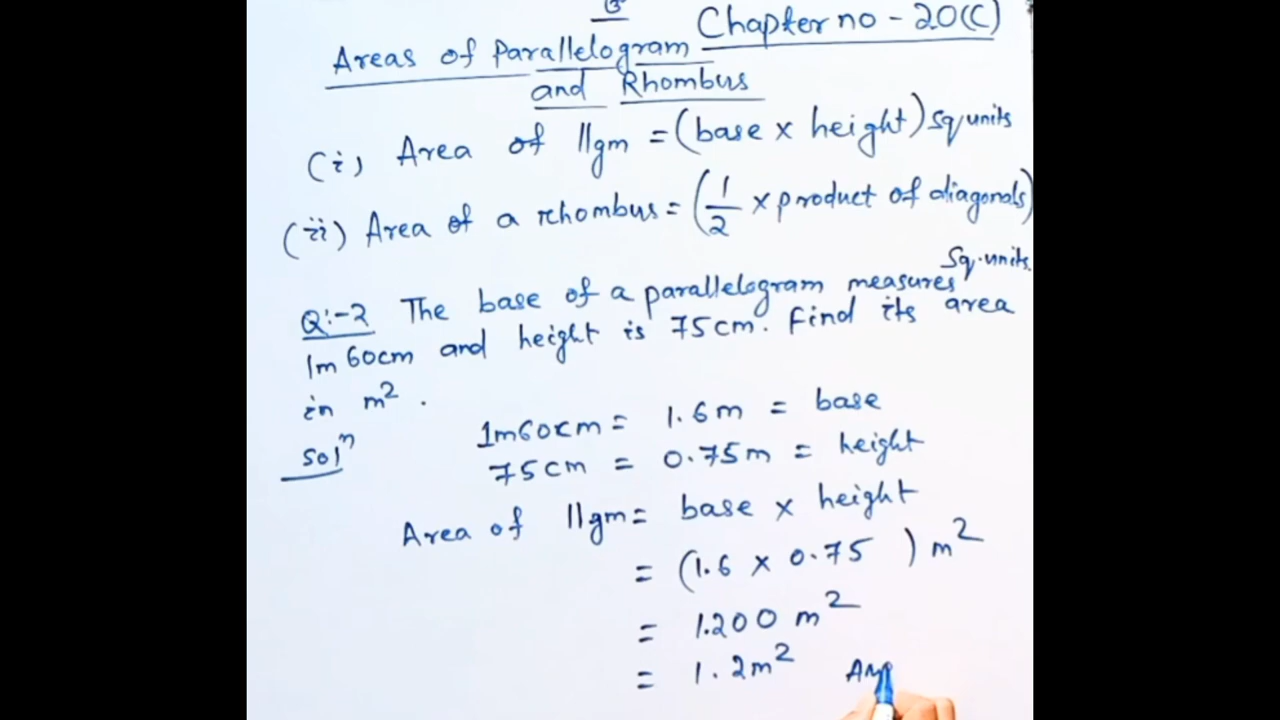 Chapter no - 20(C)
Areas of Parallelogram
and Rhombus
(i) Area of ||gm = (base x height) Sq units
(ii) Area of a rhombus = (1/2 x product of diagonals)
Sq. units.
Q:-2 The base of a parallelogram measures
1m 60cm and height is 75cm. Find its area
in m².
Solⁿ
1m60cm = 1.6m = base
75cm = 0.75m = height
Area of ||gm = base x height
= (1.6 x 0.75 ) m²
= 1.200 m²
= 1.2m² Ans